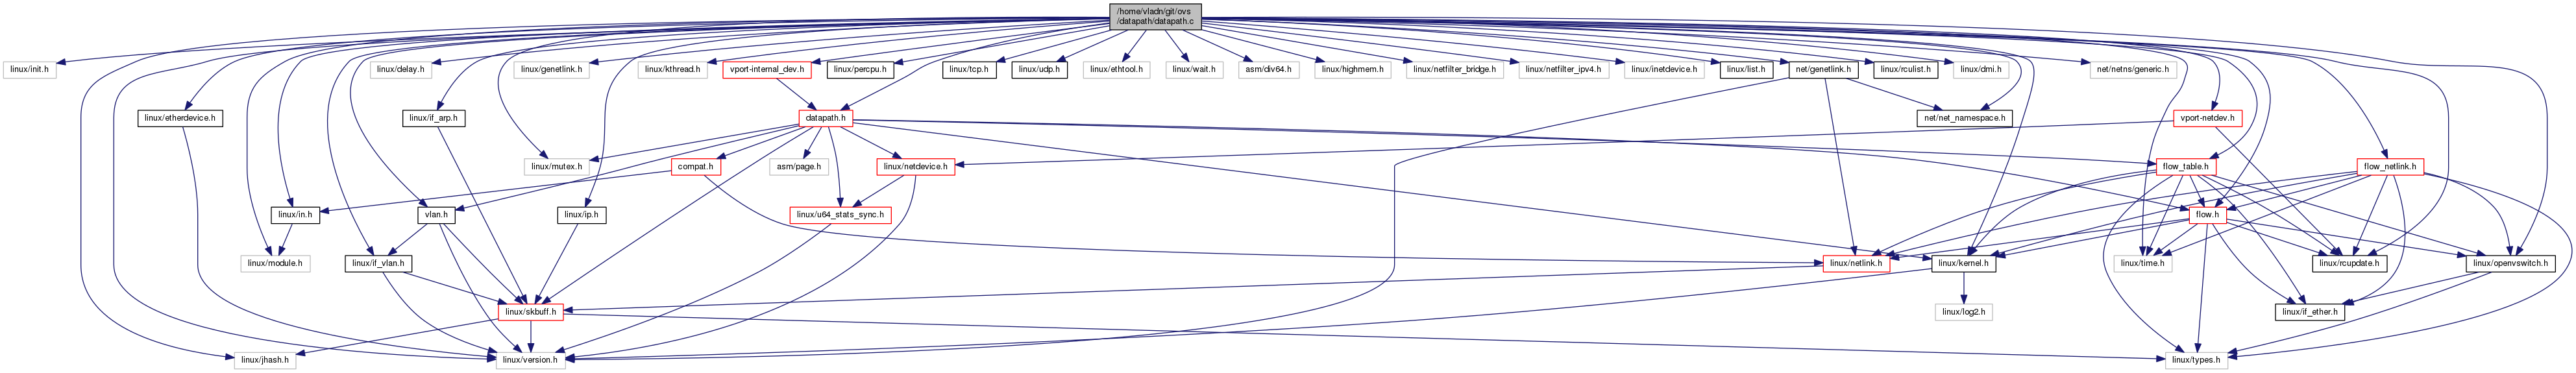 /home/vladn/git/ovs
/datapath/datapath.c
linux/init.h
linux/delay.h
linux/genetlink.h
linux/kthread.h
vport-internal_dev.h
linux/percpu.h
linux/tcp.h
linux/udp.h
linux/ethtool.h
linux/wait.h
asm/div64.h
linux/highmem.h
linux/netfilter_bridge.h
linux/netfilter_ipv4.h
linux/inetdevice.h
linux/list.h
net/genetlink.h
linux/rculist.h
linux/dmi.h
net/netns/generic.h
linux/etherdevice.h
linux/if_arp.h
datapath.h
net/net_namespace.h
vport-netdev.h
linux/mutex.h
compat.h
asm/page.h
linux/netdevice.h
flow_table.h
flow_netlink.h
linux/in.h
vlan.h
linux/ip.h
linux/u64_stats_sync.h
flow.h
linux/module.h
linux/if_vlan.h
linux/netlink.h
linux/kernel.h
linux/time.h
linux/rcupdate.h
linux/openvswitch.h
linux/skbuff.h
linux/log2.h
linux/if_ether.h
linux/jhash.h
linux/version.h
linux/types.h